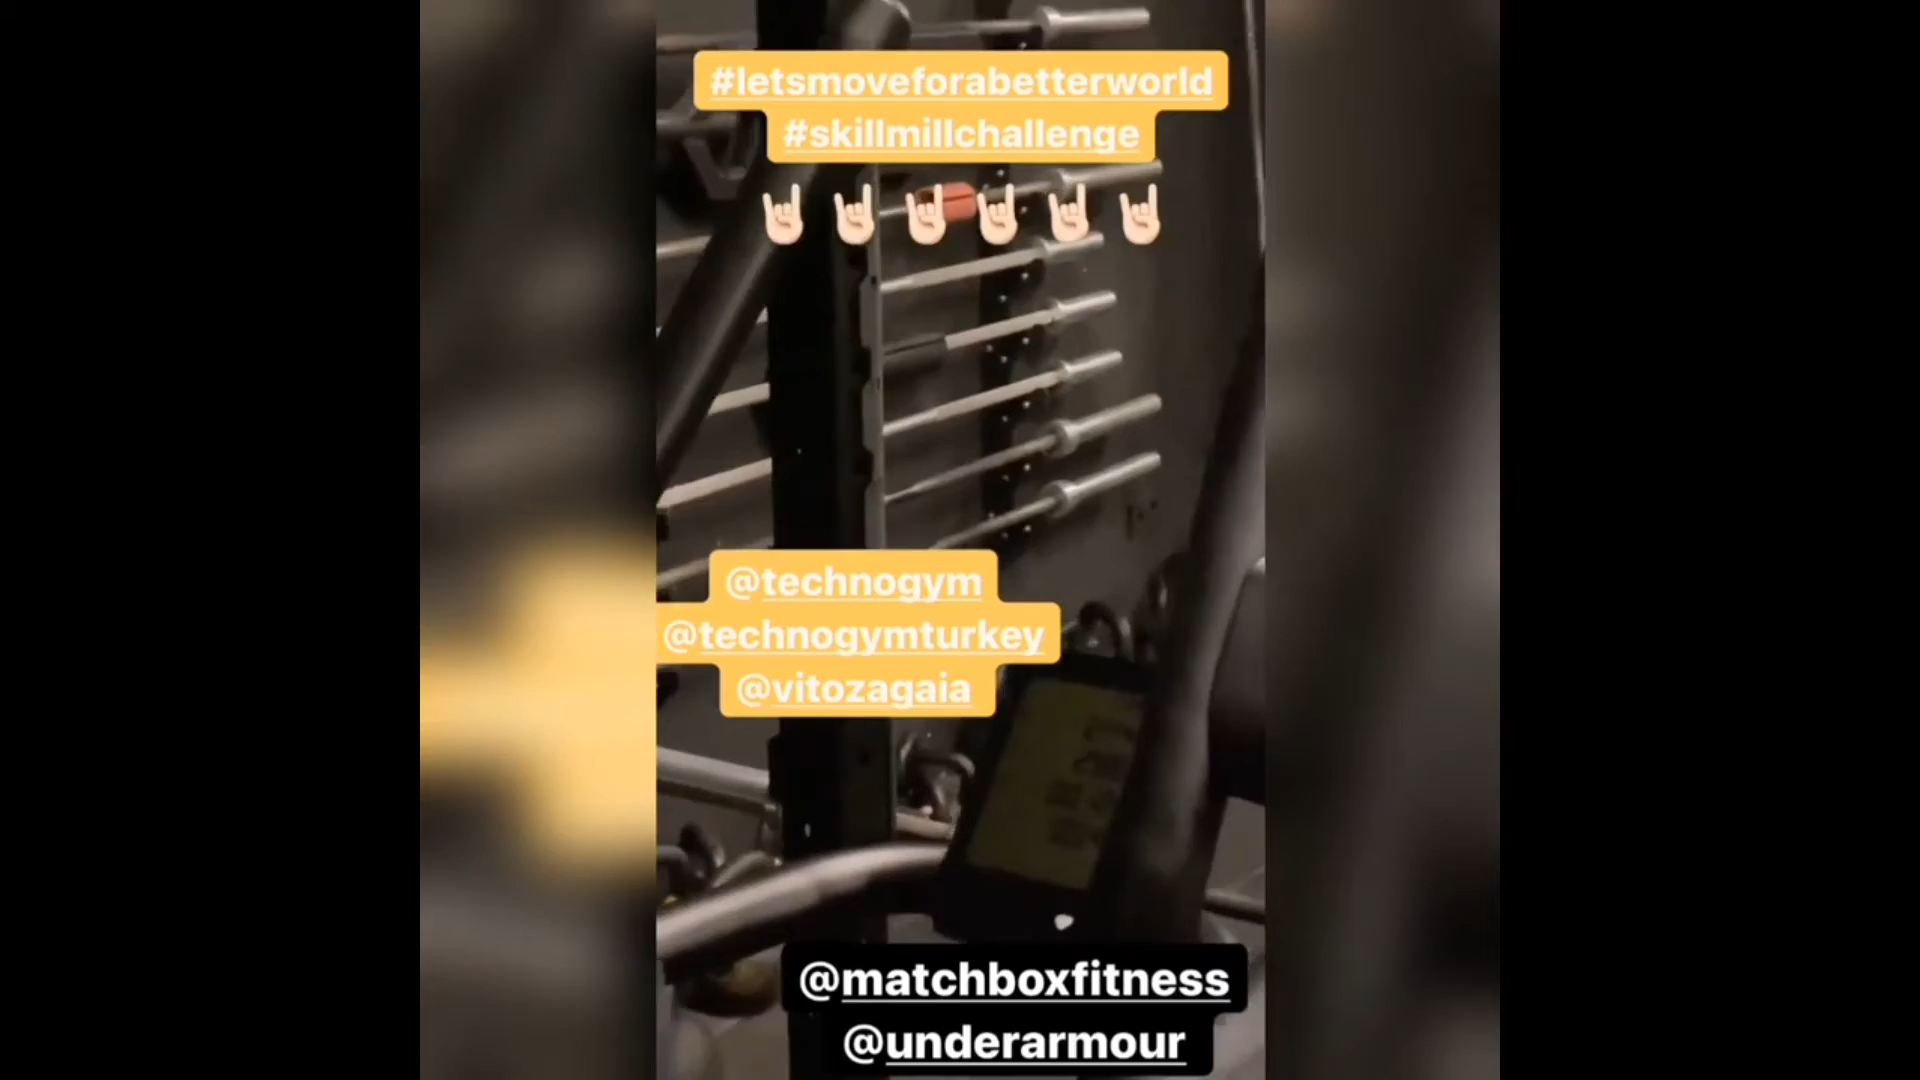 #letsmoveforabetterworld
#skillmillchallenge
@technogym
@technogymturkey
@vitozagaia
@matchboxfitness
@underarmour